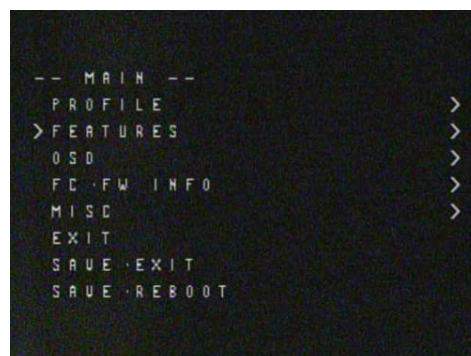 -- MAIN --
PROFILE >
>FEATURES >
OSD >
FC·FW INFO >
MISC >
EXIT
SAVE·EXIT
SAVE·REBOOT